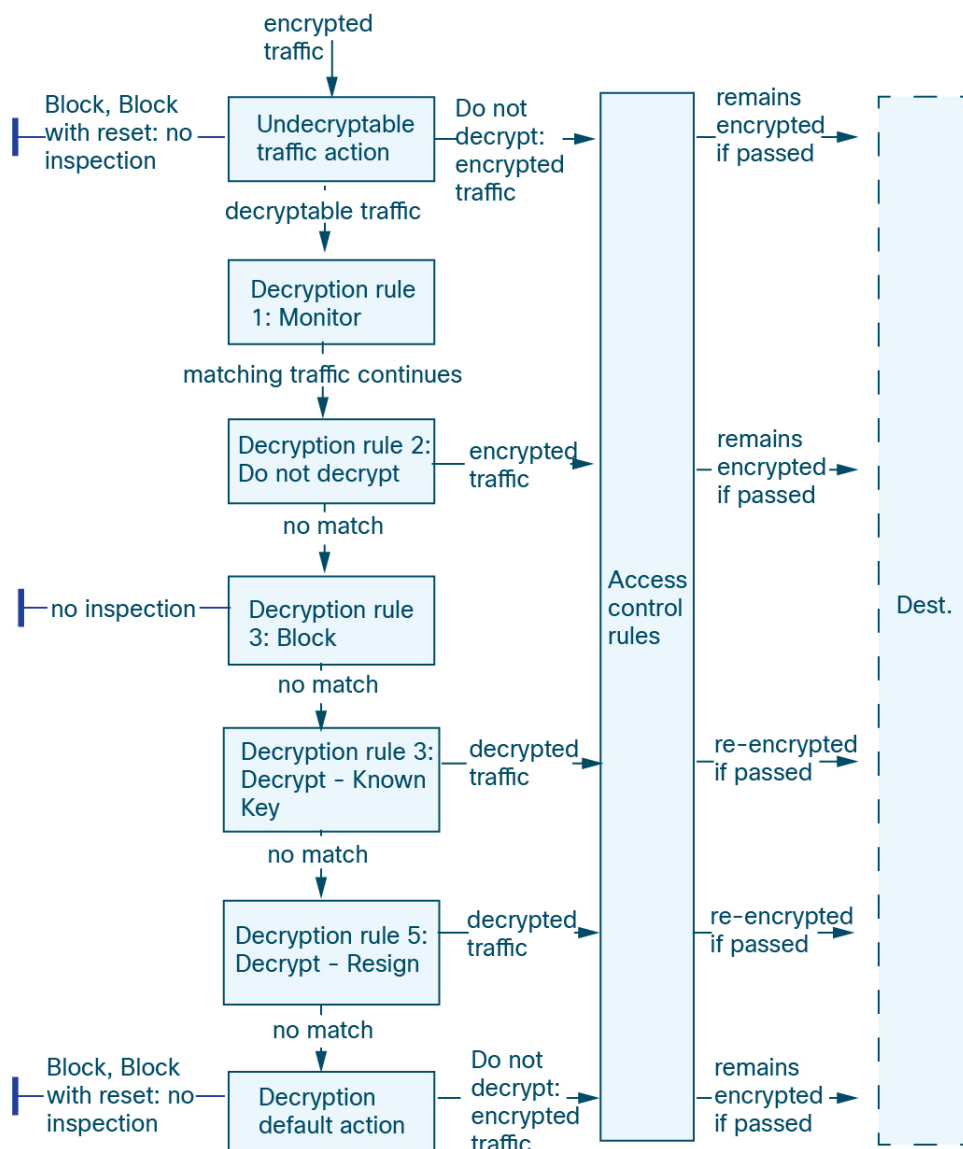 encrypted
traffic
Block, Block
with reset: no
inspection
Undecryptable
traffic action
Do not
decrypt:
encrypted
traffic
remains
encrypted
if passed
decryptable traffic
Decryption rule
1: Monitor
matching traffic continues
Decryption rule 2:
Do not decrypt
encrypted
traffic
remains
encrypted
if passed
no match
no inspection
Decryption rule
3: Block
Access
control
rules
Dest.
no match
Decryption rule 3:
Decrypt - Known
Key
decrypted
traffic
re-encrypted
if passed
no match
Decryption rule 5:
Decrypt - Resign
decrypted
traffic
re-encrypted
if passed
no match
Block, Block
with reset: no
inspection
Decryption
default action
Do not
decrypt:
encrypted
traffic
remains
encrypted
if passed